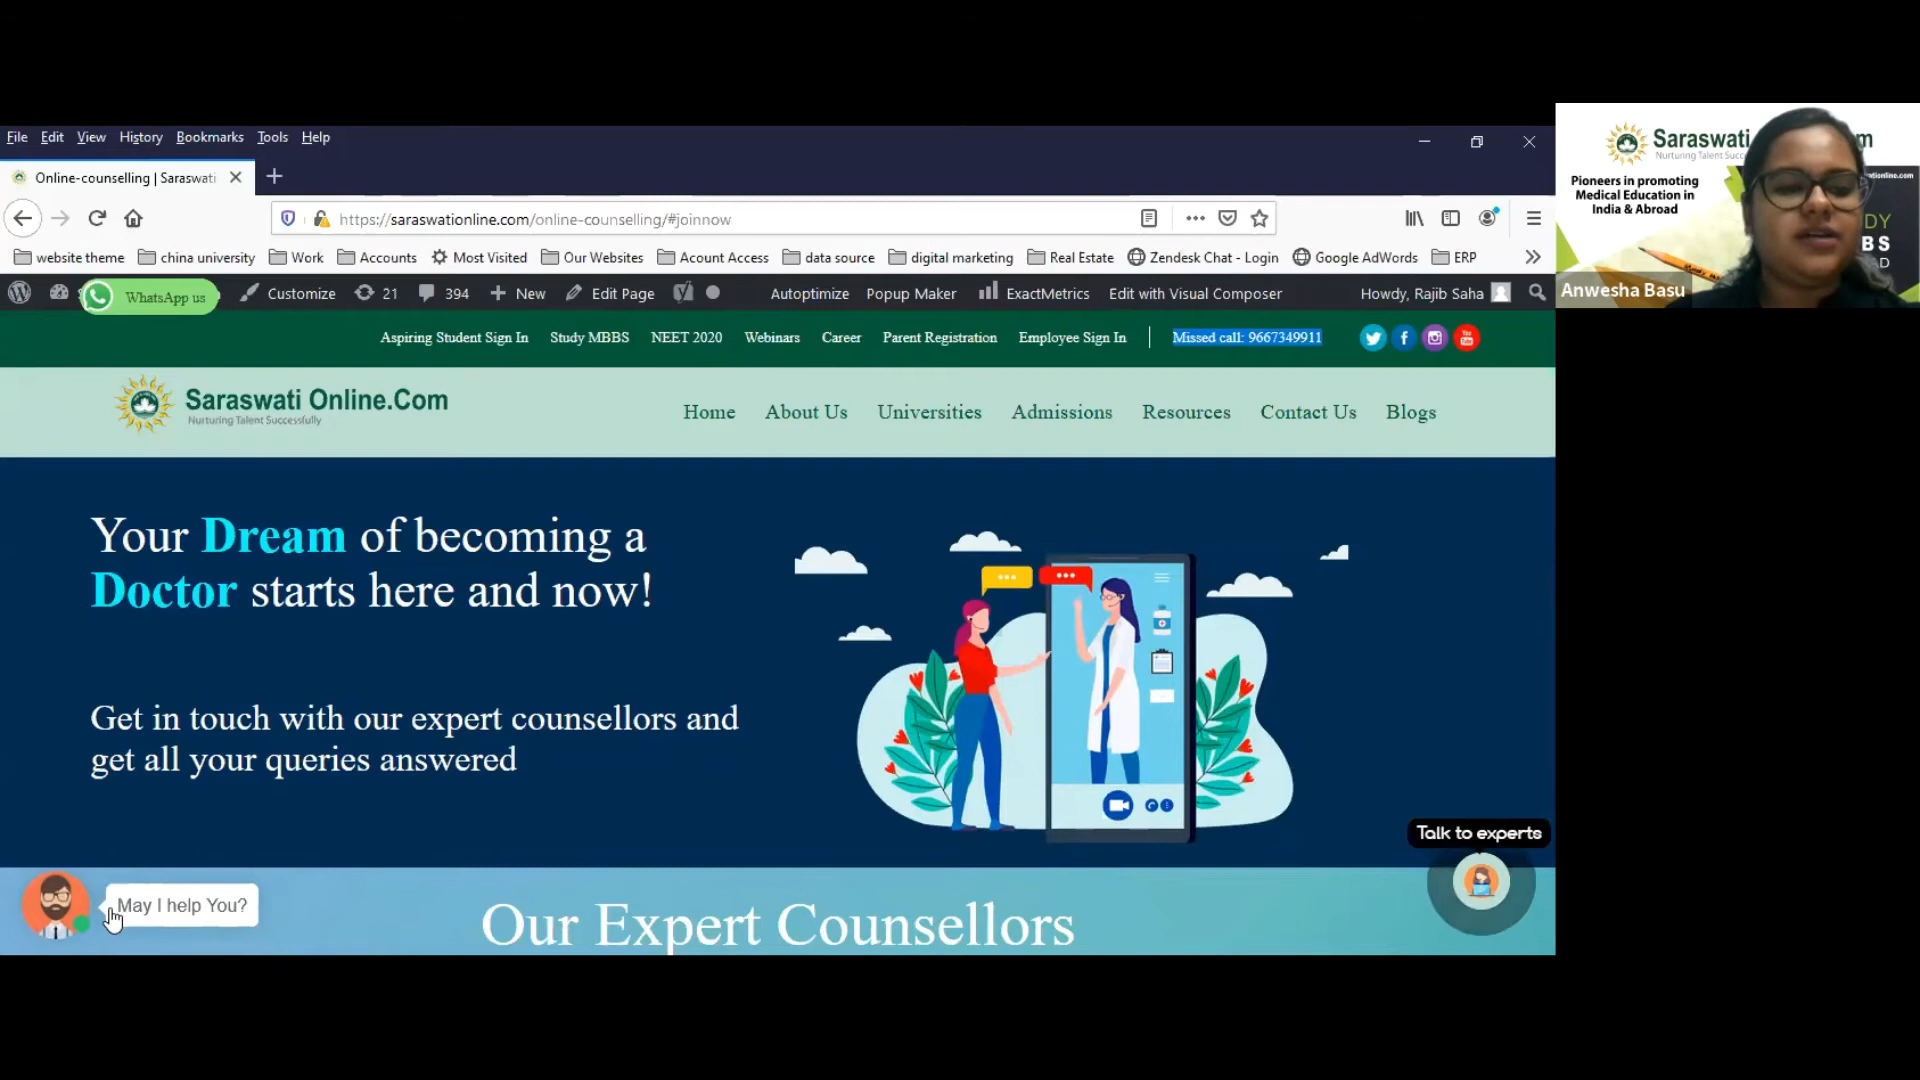 File Edit View History Bookmarks Tools Help
Online-counselling | Saraswati
https://saraswationline.com/online-counselling/#joinnow
website theme china university Work Accounts Most Visited Our Websites Acount Access data source digital marketing Real Estate Zendesk Chat - Login Google AdWords ERP
WhatsApp us Customize 21 394 New Edit Page Autoptimize Popup Maker ExactMetrics Edit with Visual Composer Howdy, Rajib Saha
Aspiring Student Sign In Study MBBS NEET 2020 Webinars Career Parent Registration Employee Sign In Missed call: 9667349911
Saraswati Online.Com
Nurturing Talent Successfully
Home About Us Universities Admissions Resources Contact Us Blogs
Your Dream of becoming a
Doctor starts here and now!
Get in touch with our expert counsellors and
get all your queries answered
Talk to experts
May I help You?
Our Expert Counsellors
Saraswati
Nurturing Talent
Pioneers in promoting
Medical Education in
India & Abroad
Anwesha Basu